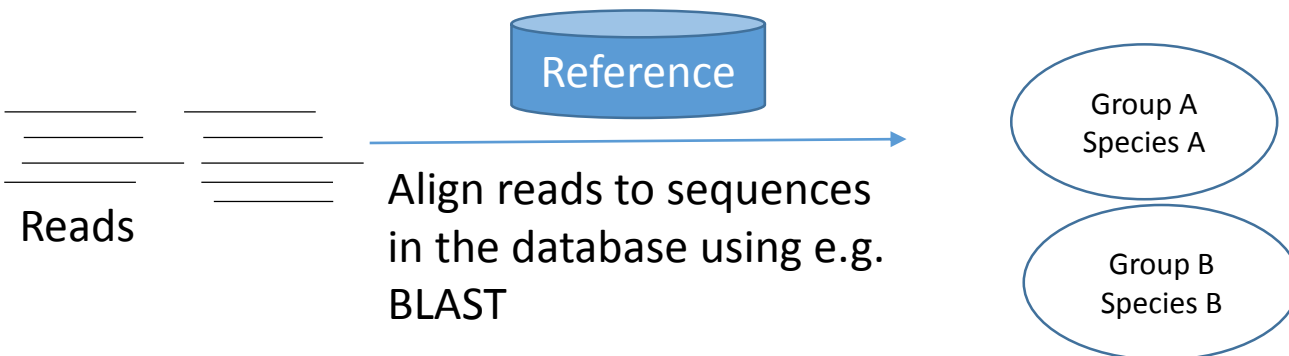 Reference
Reads
Align reads to sequences
in the database using e.g.
BLAST
Group A
Species A
Group B
Species B